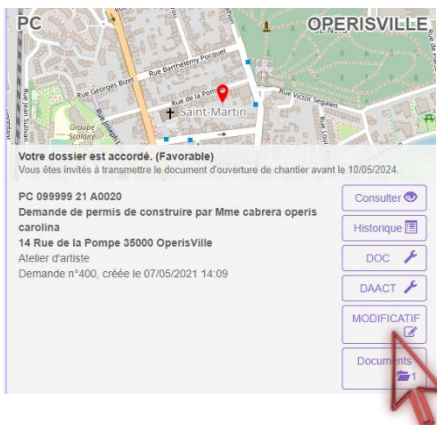 PC
OPERISVILLE
Rue Barthélemy Pocquet
Rue Georges Bizet
Rue de la Pom
Rue Victor Segalen
Saint-Martin
Groupe
Scolaire
Votre dossier est accordé. (Favorable)
Vous êtes invités à transmettre le document d'ouverture de chantier avant le 10/05/2024.
PC 099999 21 A0020
Demande de permis de construire par Mme cabrera operis
carolina
14 Rue de la Pompe 35000 OperisVille
Atelier d'artiste
Demande n°400, créée le 07/05/2021 14:09
Consulter
Historique
DOC
DAACT
MODIFICATIF
Documents
1